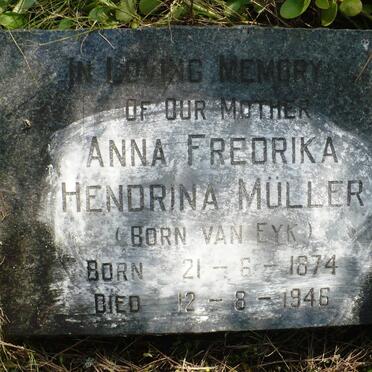 IN LOVING MEMORY
OF OUR MOTHER
ANNA FREDRIKA
HENDRINA MÜLLER
(BORN VAN EYK)
BORN 21-6-1874
DIED 12-8-1946